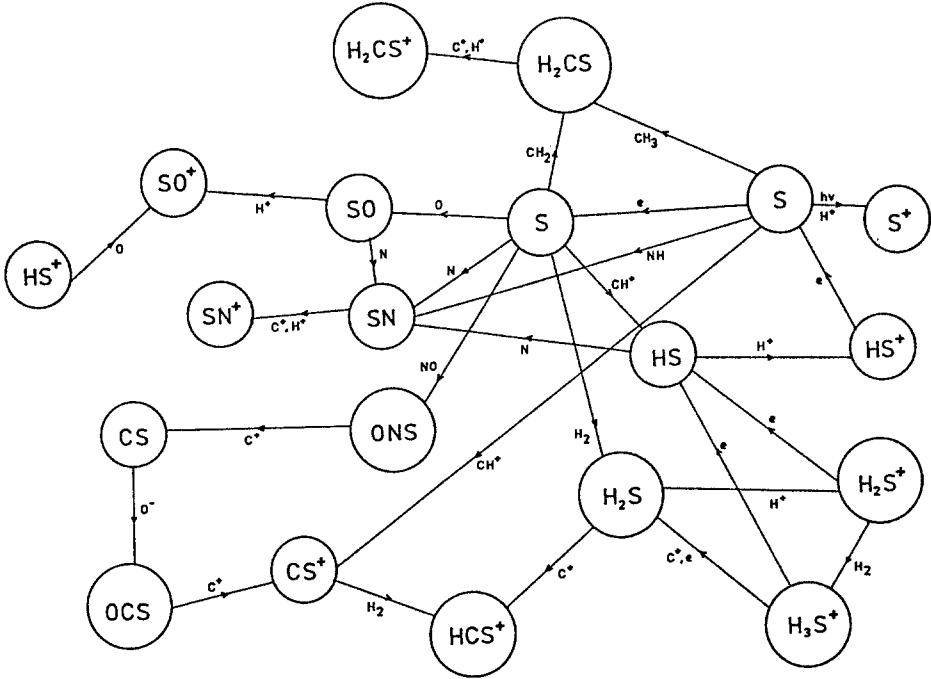 H₂CS⁺
C⁺,H⁺
H₂CS
CH₂
CH₃
SO⁺
H⁺
SO
O
S
e
S
hν
H⁺
S⁺
O
HS⁺
N
N
NH
CH⁺
e
SN⁺
C⁺,H⁺
SN
N
HS
H⁺
HS⁺
NO
CS
C⁺
ONS
H₂
CH⁺
e
e
O⁻
H₂S
H⁺
H₂S⁺
C⁺
C⁺,e
H₂
OCS
C⁺
CS⁺
H₂
HCS⁺
H₃S⁺